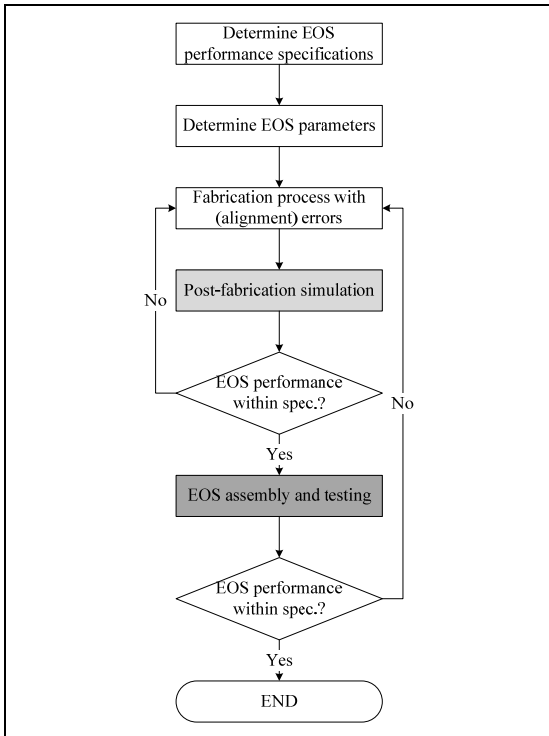 Determine EOS
performance specifications
Determine EOS parameters
Fabrication process with
(alignment) errors
Post-fabrication simulation
No
EOS performance
within spec.?
No
Yes
EOS assembly and testing
EOS performance
within spec.?
Yes
END